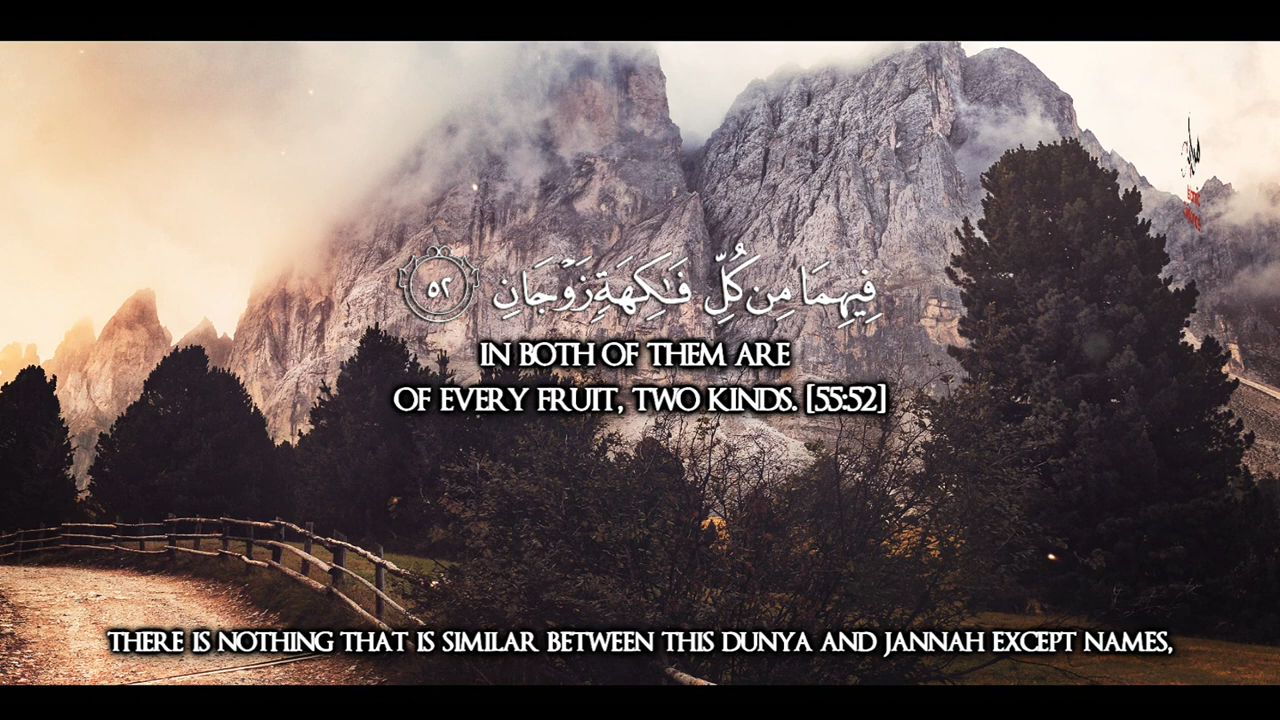 فِيهِمَا مِن كُلِّ فَـٰكِهَةٍ زَوْجَانِ ٥٢
IN BOTH OF THEM ARE
OF EVERY FRUIT, TWO KINDS. [55:52]
THERE IS NOTHING THAT IS SIMILAR BETWEEN THIS DUNYA AND JANNAH EXCEPT NAMES,